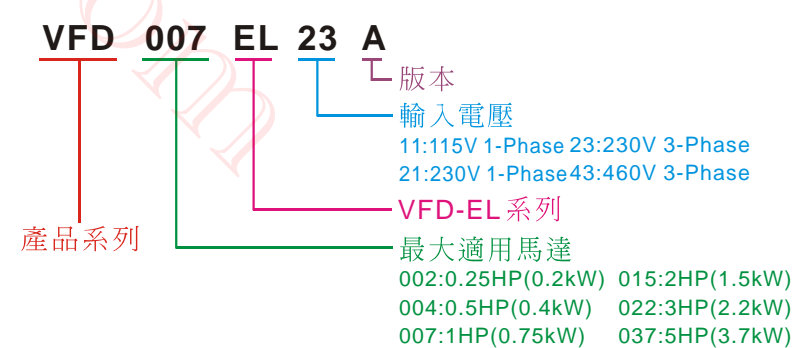 VFD 007 EL 23 A
版本
輸入電壓
11:115V 1-Phase 23:230V 3-Phase
21:230V 1-Phase 43:460V 3-Phase
VFD-EL系列
產品系列
最大適用馬達
002:0.25HP(0.2kW) 015:2HP(1.5kW)
004:0.5HP(0.4kW) 022:3HP(2.2kW)
007:1HP(0.75kW) 037:5HP(3.7kW)